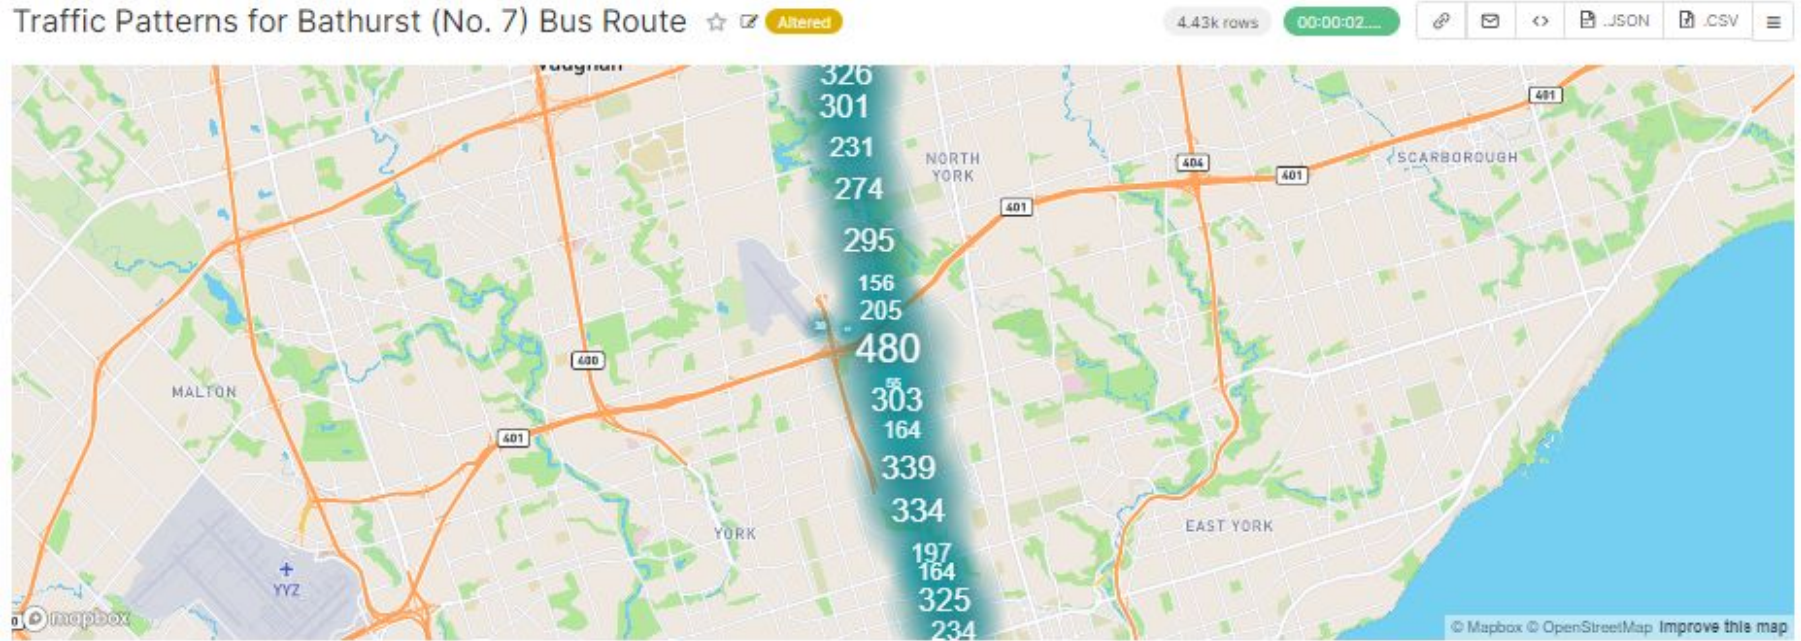 Traffic Patterns for Bathurst (No. 7) Bus Route
Altered
4.43k rows
00:00:02....
.JSON
.CSV
Vaughan
326
301
401
231
NORTH
YORK
404
SCARBOROUGH
401
274
401
295
156
205
480
400
55
MALTON
303
164
401
339
334
EAST YORK
YORK
197
164
YYZ
325
mapbox
234
© Mapbox © OpenStreetMap Improve this map